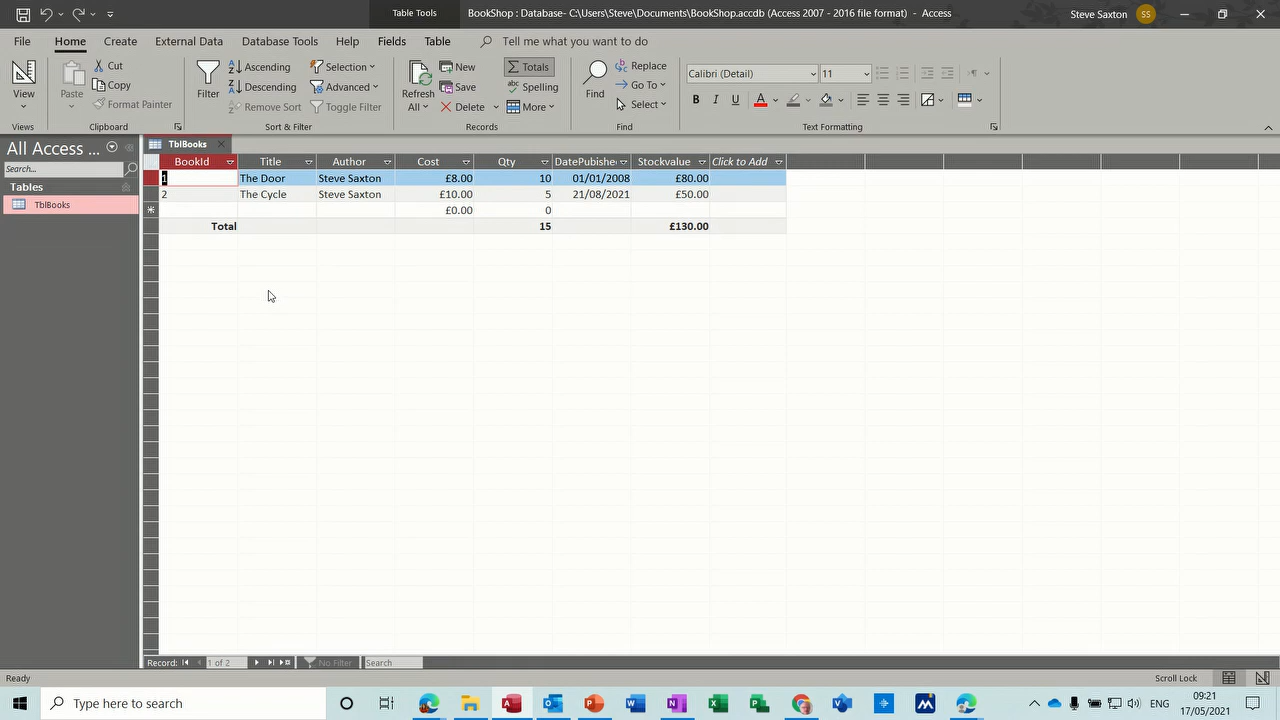 Table Tools
BookShop : Database- C:\Users\Steve\Documents\BookShop.accdb (Access 2007 - 2016 file format) - Access
Steve Saxton
SS
File
Home
Create
External Data
Database Tools
Help
Fields
Table
Tell me what you want to do
View
Views
Paste
Cut
Copy
Format Painter
Clipboard
Filter
Ascending
Descending
Remove Sort
Selection
Advanced
Toggle Filter
Sort & Filter
Refresh
All
New
Save
Delete
Totals
Spelling
More
Records
Find
Replace
Go To
Select
Find
Calibri (Detail)
11
B I U
Text Formatting
All Access ...
Search...
Tables
TblBooks
TblBooks
BookId Title Author Cost Qty DatePubishe Stockvalue Click to Add
1 The Door Steve Saxton £8.00 10 01/01/2008 £80.00
2 The Cycle Steve Saxton £10.00 5 21/08/2021 £50.00
£0.00 0
Total 15 £130.00
Record: 1 of 2 No Filter Search
Ready
Scroll Lock
Type here to search
ENG
09:21
17/05/2021